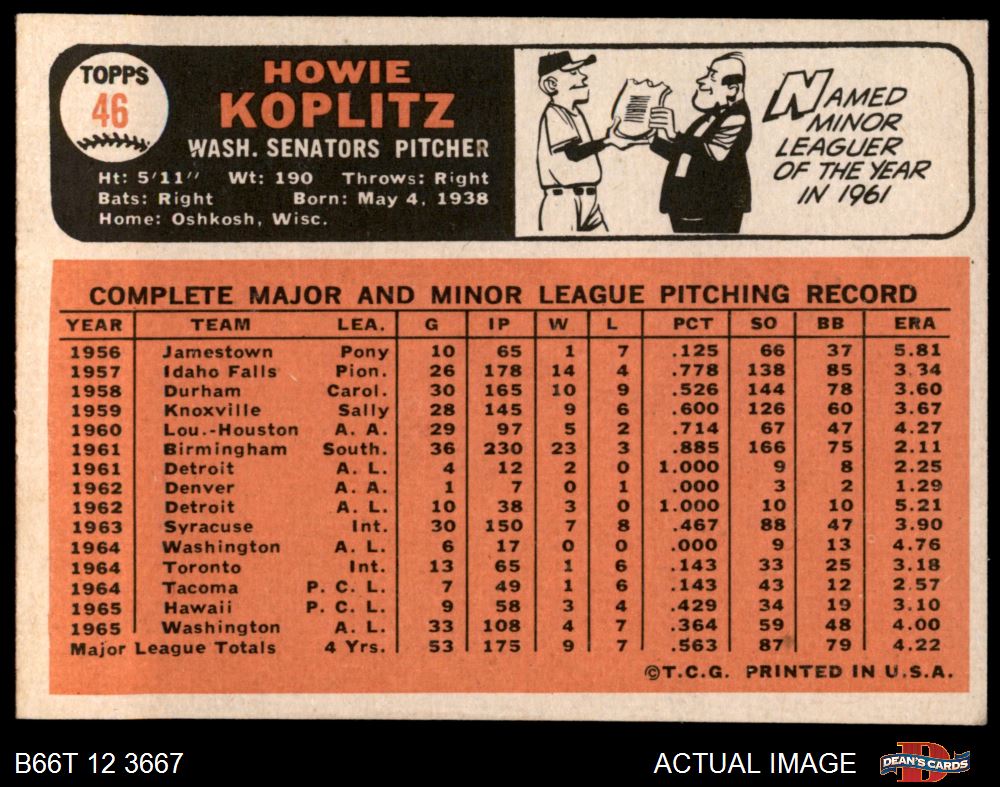 TOPPS
46
HOWIE
KOPLITZ
WASH. SENATORS PITCHER
Ht: 5'11" Wt: 190 Throws: Right
Bats: Right Born: May 4, 1938
Home: Oshkosh, Wisc.
NAMED
MINOR
LEAGUER
OF THE YEAR
IN 1961
COMPLETE MAJOR AND MINOR LEAGUE PITCHING RECORD
YEAR TEAM LEA. G IP W L PCT SO BB ERA
1956 Jamestown Pony 10 65 1 7 .125 66 37 5.81
1957 Idaho Falls Pion. 26 178 14 4 .778 138 85 3.34
1958 Durham Carol. 30 165 10 9 .526 144 78 3.60
1959 Knoxville Sally 28 145 9 6 .600 126 60 3.67
1960 Lou.-Houston A. A. 29 97 5 2 .714 67 47 4.27
1961 Birmingham South. 36 230 23 3 .885 166 75 2.11
1961 Detroit A. L. 4 12 2 0 1.000 9 8 2.25
1962 Denver A. A. 1 7 0 1 .000 3 2 1.29
1962 Detroit A. L. 10 38 3 0 1.000 10 10 5.21
1963 Syracuse Int. 30 150 7 8 .467 88 47 3.90
1964 Washington A. L. 6 17 0 0 .000 9 13 4.76
1964 Toronto Int. 13 65 1 6 .143 33 25 3.18
1964 Tacoma P. C. L. 7 49 1 6 .143 43 12 2.57
1965 Hawaii P. C. L. 9 58 3 4 .429 34 19 3.10
1965 Washington A. L. 33 108 4 7 .364 59 48 4.00
Major League Totals 4 Yrs. 53 175 9 7 .563 87 79 4.22
©T.C.G. PRINTED IN U.S.A.
B66T 12 3667
ACTUAL IMAGE
DEAN'S CARDS